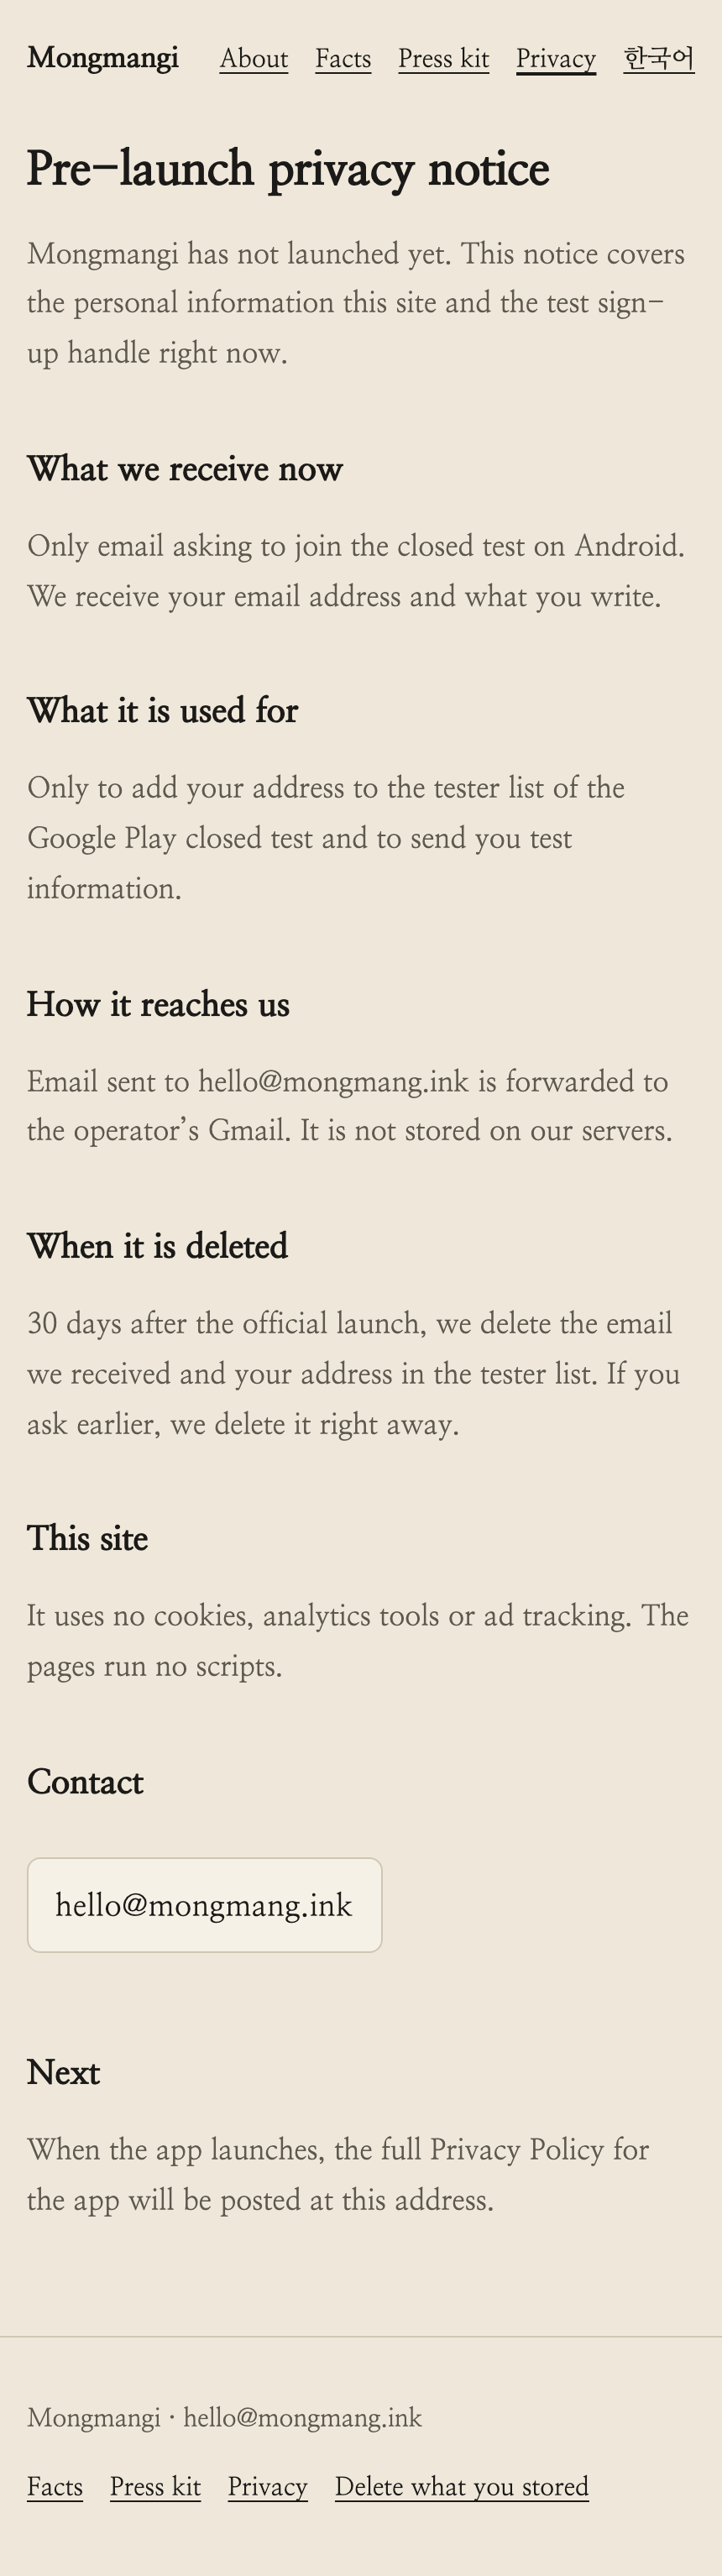 Mongmangi About Facts Press kit Privacy 한국어
Pre-launch privacy notice
Mongmangi has not launched yet. This notice covers
the personal information this site and the test sign-
up handle right now.
What we receive now
Only email asking to join the closed test on Android.
We receive your email address and what you write.
What it is used for
Only to add your address to the tester list of the
Google Play closed test and to send you test
information.
How it reaches us
Email sent to hello@mongmang.ink is forwarded to
the operator’s Gmail. It is not stored on our servers.
When it is deleted
30 days after the official launch, we delete the email
we received and your address in the tester list. If you
ask earlier, we delete it right away.
This site
It uses no cookies, analytics tools or ad tracking. The
pages run no scripts.
Contact
hello@mongmang.ink
Next
When the app launches, the full Privacy Policy for
the app will be posted at this address.
Mongmangi · hello@mongmang.ink
Facts Press kit Privacy Delete what you stored